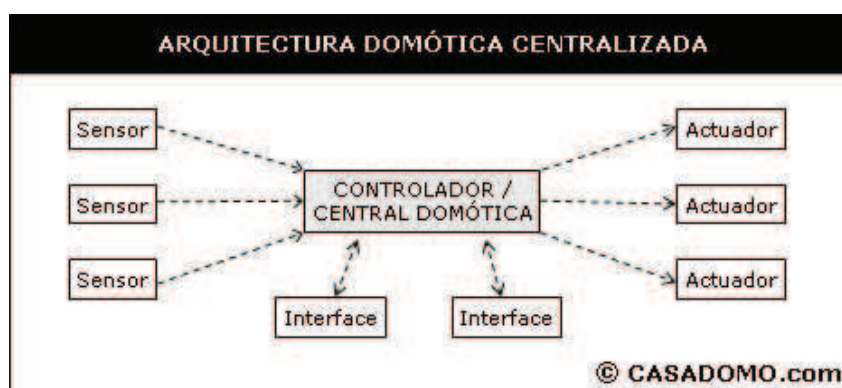 ARQUITECTURA DOMÓTICA CENTRALIZADA
Sensor
Actuador
CONTROLADOR /
CENTRAL DOMÓTICA
Sensor
Actuador
Sensor
Actuador
Interface
Interface
© CASADOMO.com